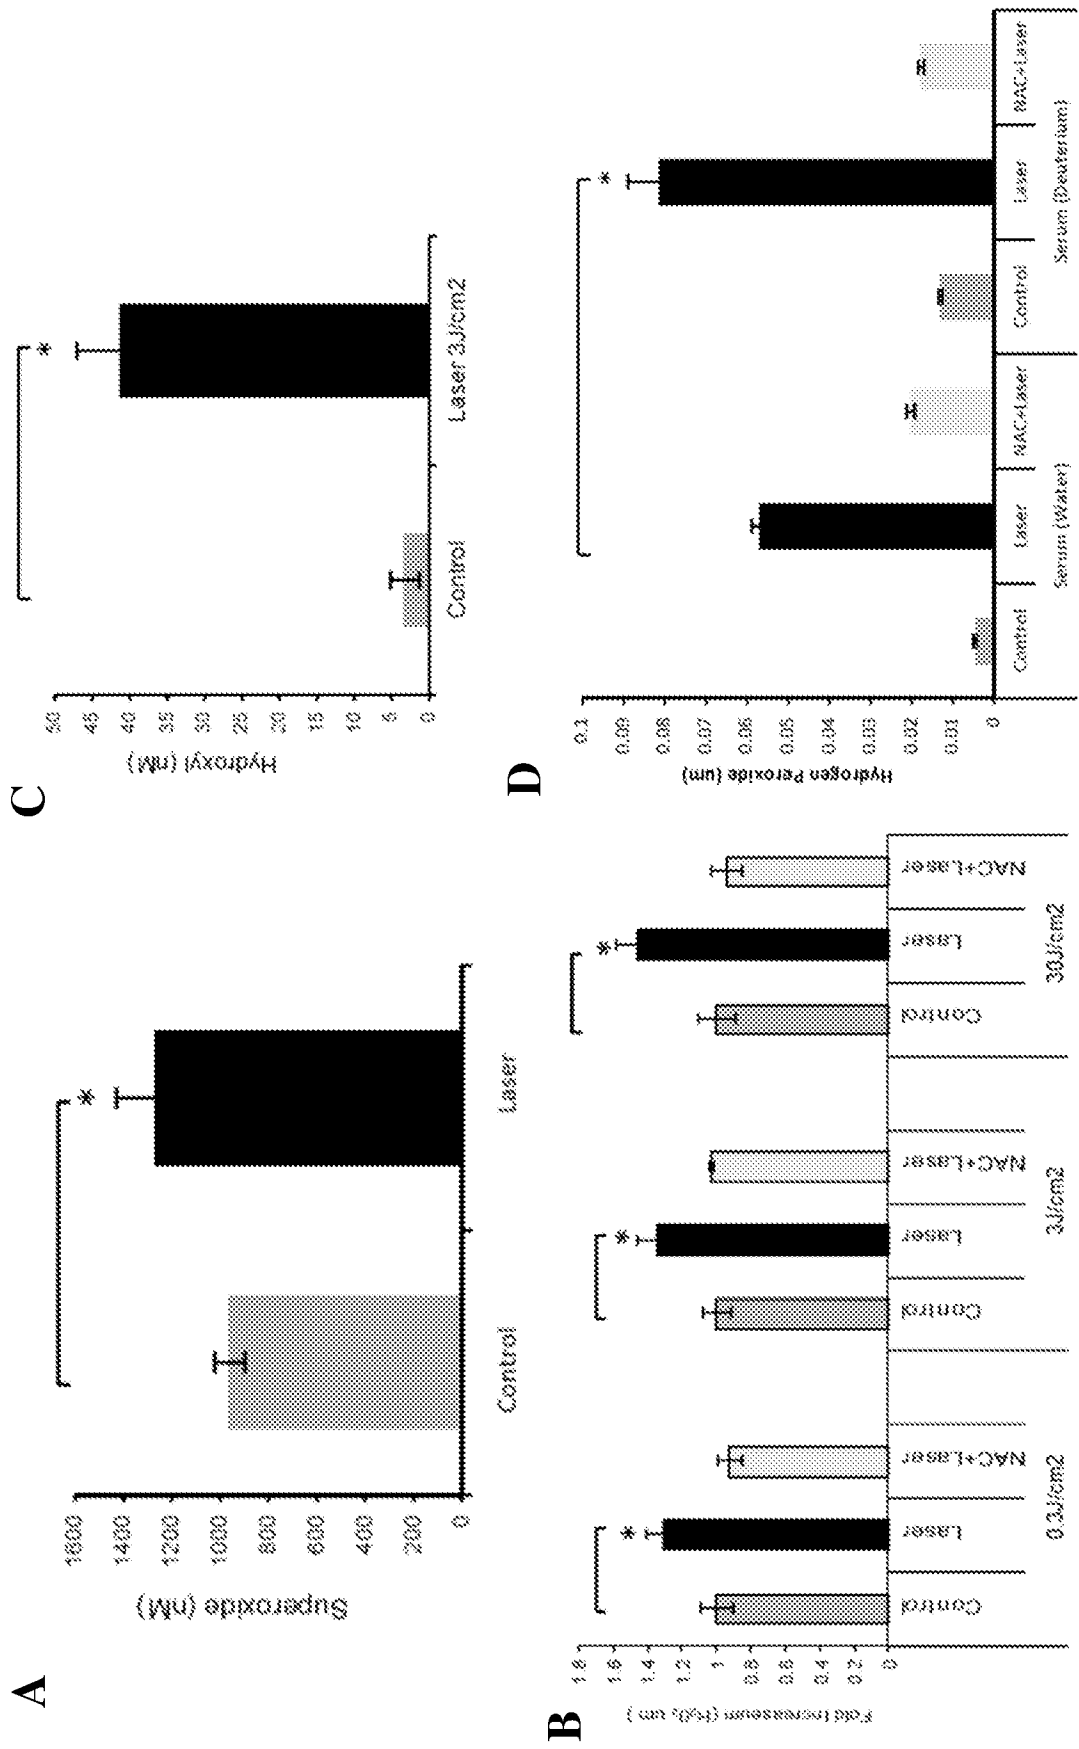 A
Superoxide (nM)
1600
1400
1200
1000
800
600
400
200
0
*
Control
Laser
B
Fold Increaseum (H₂O₂ um )
1.8
1.6
1.4
1.2
1
0.8
0.6
0.4
0.2
0
*
*
*
Control
Laser
NAC+Laser
Control
Laser
NAC+Laser
Control
Laser
NAC+Laser
0.3J/cm2
3J/cm2
30J/cm2
C
Hydroxyl (nM)
50
45
40
35
30
25
20
15
10
5
0
*
Control
Laser 3J/cm2
D
Hydrogen Peroxide (um)
0.1
0.09
0.08
0.07
0.06
0.05
0.04
0.03
0.02
0.01
0
*
Control
Laser
NAC+Laser
Control
Laser
NAC+Laser
Serum (Water)
Serum (Deuterium)